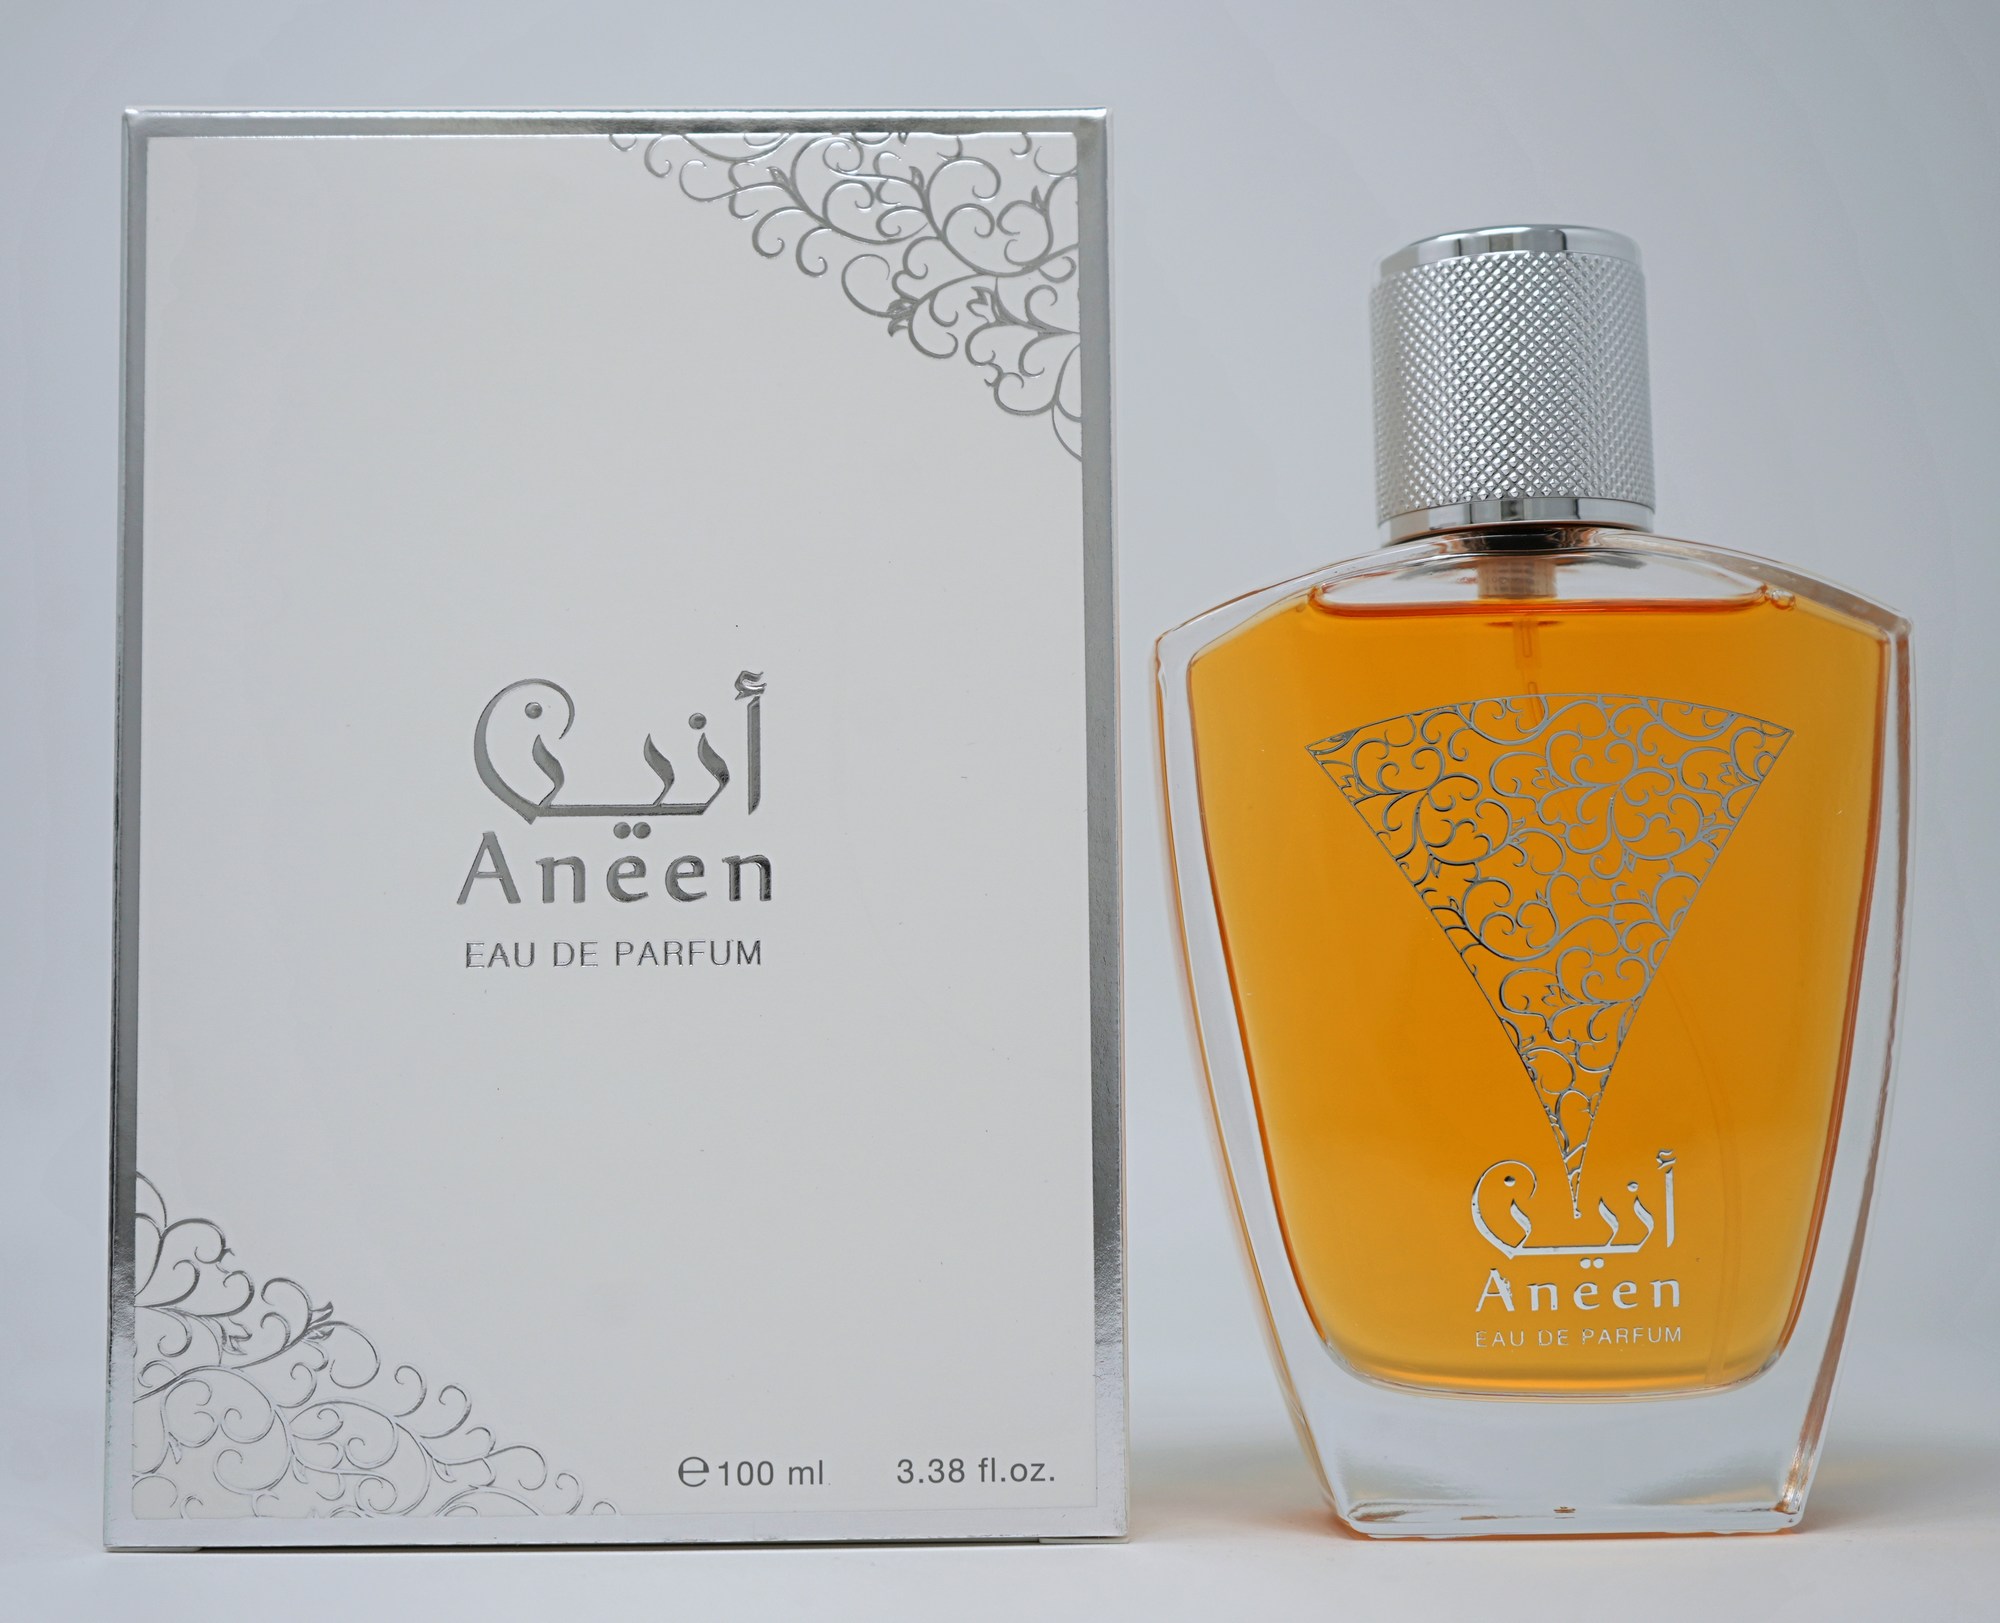 أنين
Aneen
EAU DE PARFUM
℮100 ml 3.38 fl.oz.
أنين
Aneen
EAU DE PARFUM